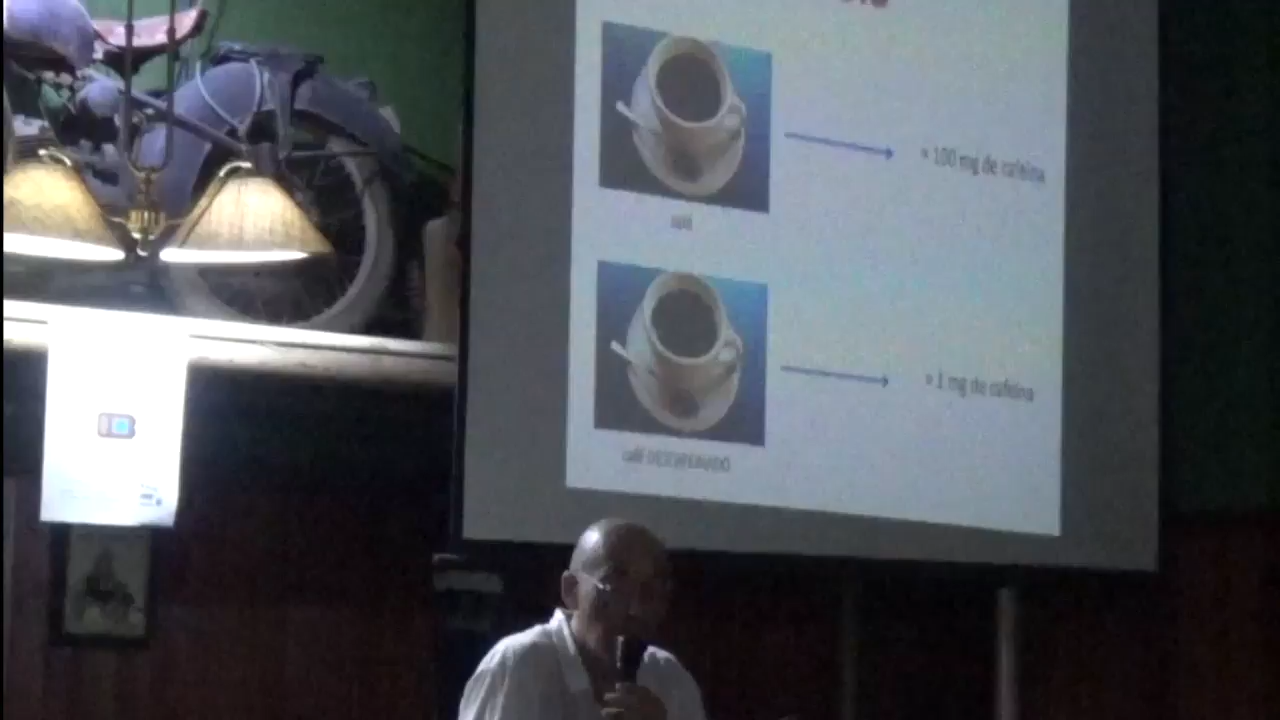 ≈ 100 mg de cafeína
café
≈ 1 mg de cafeína
café DESCAFEINADO